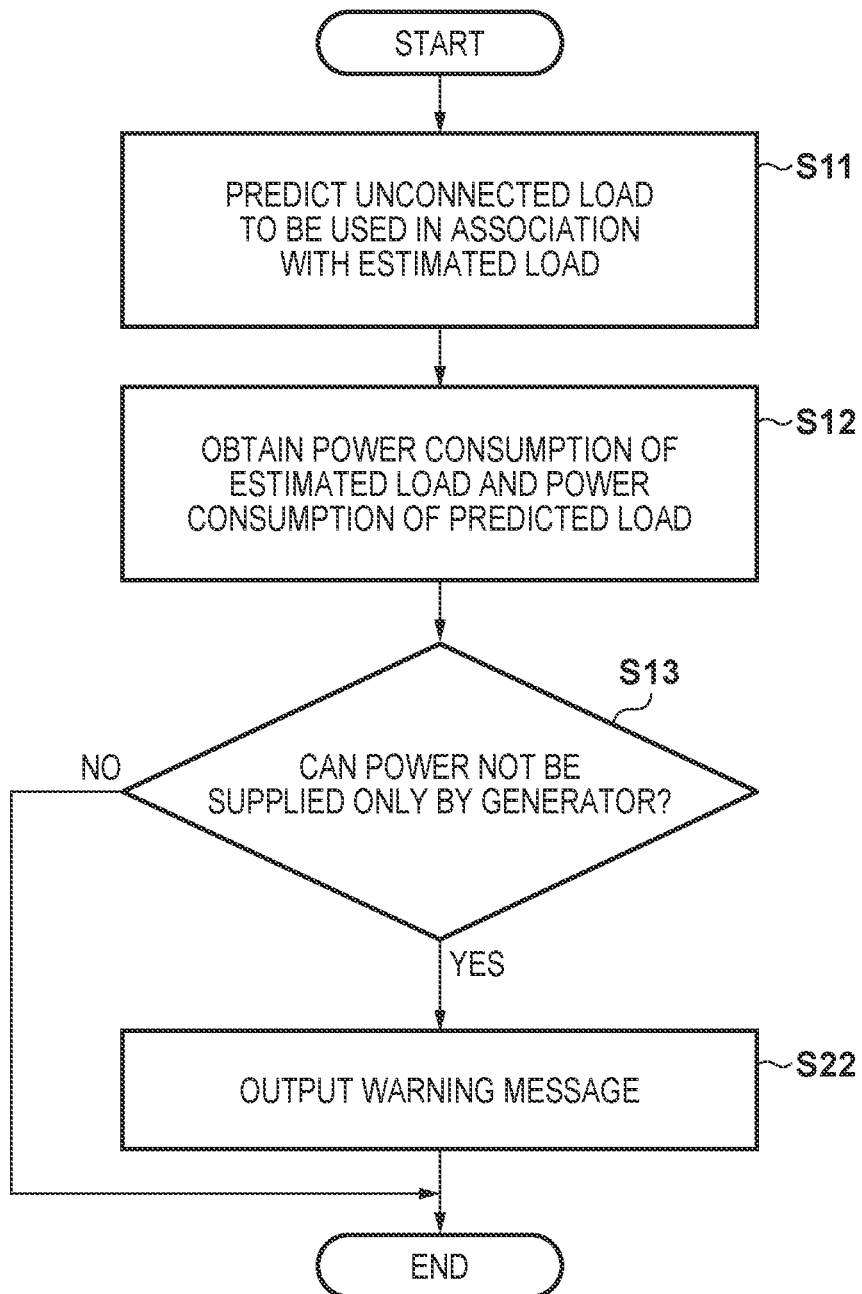 START
S11
PREDICT UNCONNECTED LOAD
TO BE USED IN ASSOCIATION
WITH ESTIMATED LOAD
S12
OBTAIN POWER CONSUMPTION OF
ESTIMATED LOAD AND POWER
CONSUMPTION OF PREDICTED LOAD
S13
NO
CAN POWER NOT BE
SUPPLIED ONLY BY GENERATOR?
YES
S22
OUTPUT WARNING MESSAGE
END